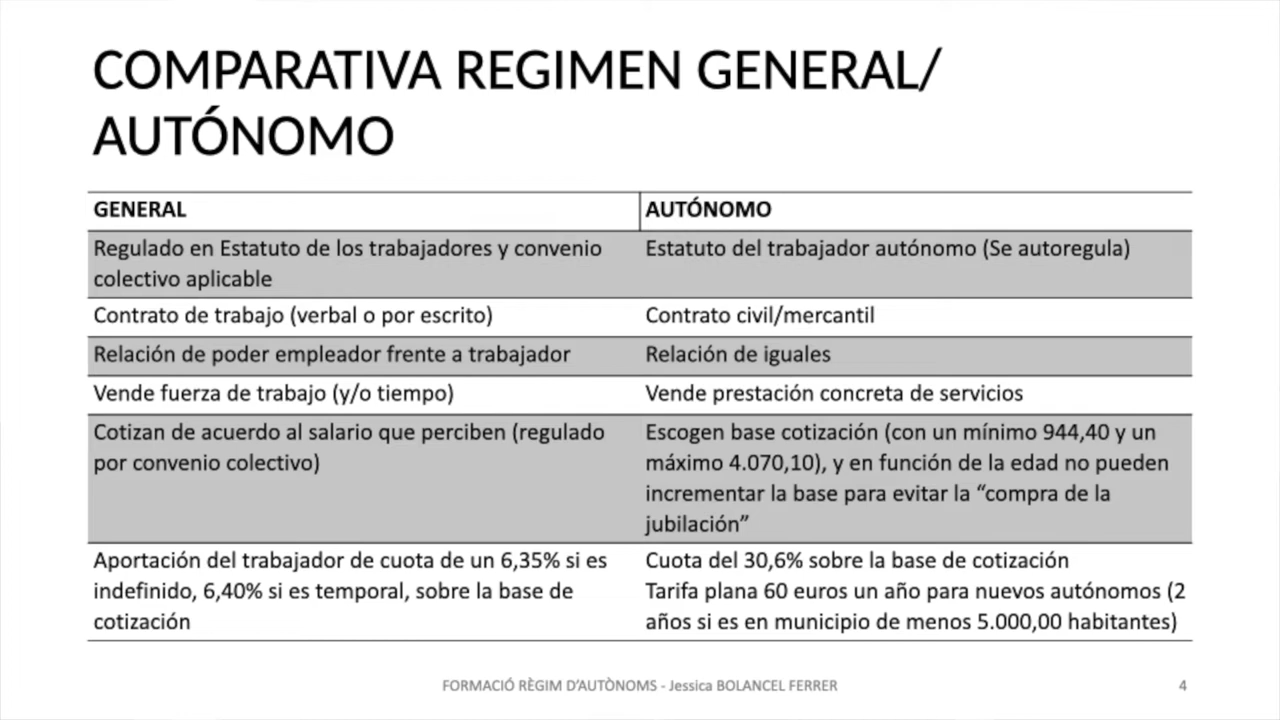 COMPARATIVA REGIMEN GENERAL/
AUTÓNOMO
GENERAL
AUTÓNOMO
Regulado en Estatuto de los trabajadores y convenio
colectivo aplicable
Estatuto del trabajador autónomo (Se autoregula)
Contrato de trabajo (verbal o por escrito)
Contrato civil/mercantil
Relación de poder empleador frente a trabajador
Relación de iguales
Vende fuerza de trabajo (y/o tiempo)
Vende prestación concreta de servicios
Cotizan de acuerdo al salario que perciben (regulado
por convenio colectivo)
Escogen base cotización (con un mínimo 944,40 y un
máximo 4.070,10), y en función de la edad no pueden
incrementar la base para evitar la “compra de la
jubilación”
Aportación del trabajador de cuota de un 6,35% si es
indefinido, 6,40% si es temporal, sobre la base de
cotización
Cuota del 30,6% sobre la base de cotización
Tarifa plana 60 euros un año para nuevos autónomos (2
años si es en municipio de menos 5.000,00 habitantes)
FORMACIÓ RÈGIM D’AUTÒNOMS - Jessica BOLANCEL FERRER
4